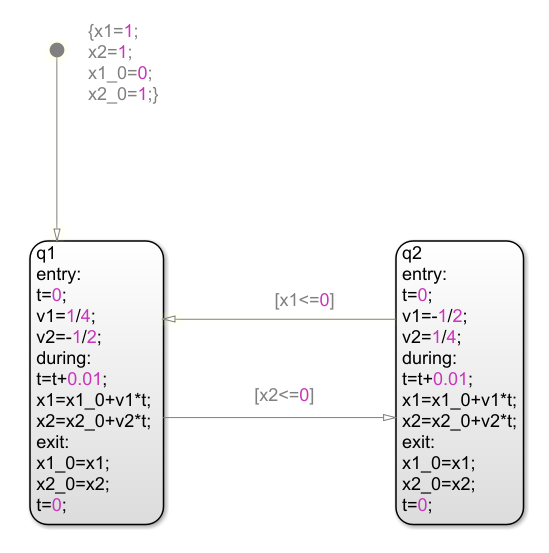 {x1=1;
x2=1;
x1_0=0;
x2_0=1;}
q1
entry:
t=0;
v1=1/4;
v2=-1/2;
during:
t=t+0.01;
x1=x1_0+v1*t;
x2=x2_0+v2*t;
exit:
x1_0=x1;
x2_0=x2;
t=0;
[x1<=0]
[x2<=0]
q2
entry:
t=0;
v1=-1/2;
v2=1/4;
during:
t=t+0.01;
x1=x1_0+v1*t;
x2=x2_0+v2*t;
exit:
x1_0=x1;
x2_0=x2;
t=0;